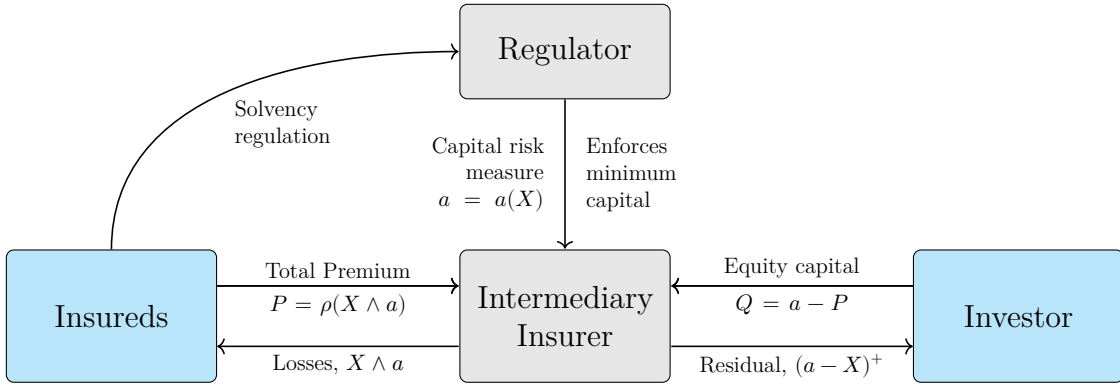 Regulator
Solvency
regulation
Capital risk
measure
a = a(X)
Enforces
minimum
capital
Insureds
Total Premium
P = ρ(X ∧ a)
Losses, X ∧ a
Intermediary
Insurer
Equity capital
Q = a − P
Residual, (a − X)⁺
Investor